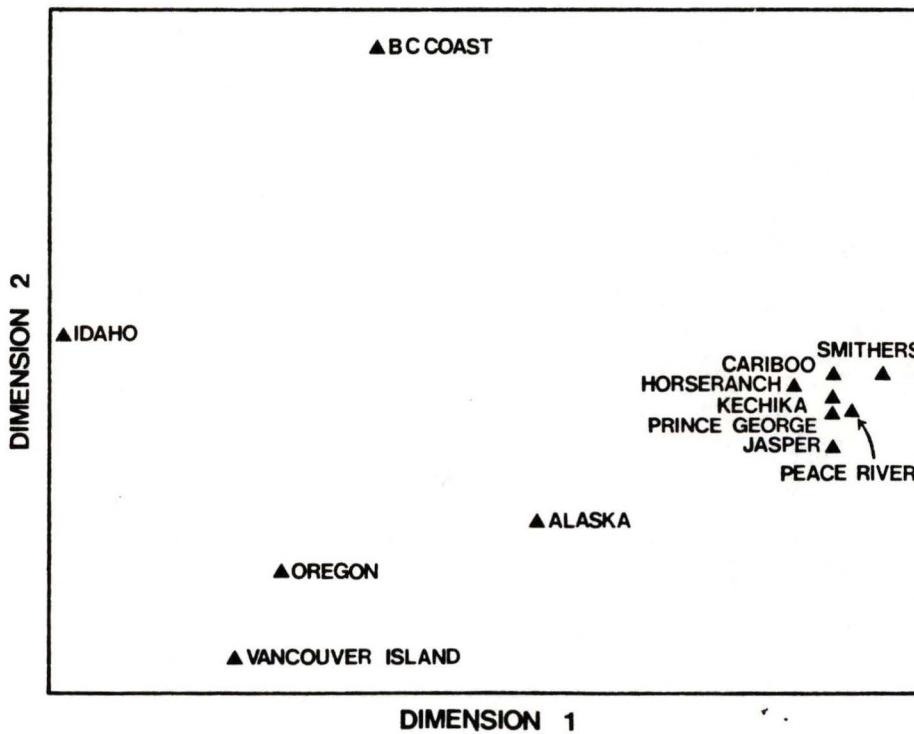 BC COAST
DIMENSION 2
IDAHO
SMITHERS
CARIBOO
HORSERANCH
KECHIKA
PRINCE GEORGE
JASPER
PEACE RIVER
ALASKA
OREGON
VANCOUVER ISLAND
DIMENSION 1